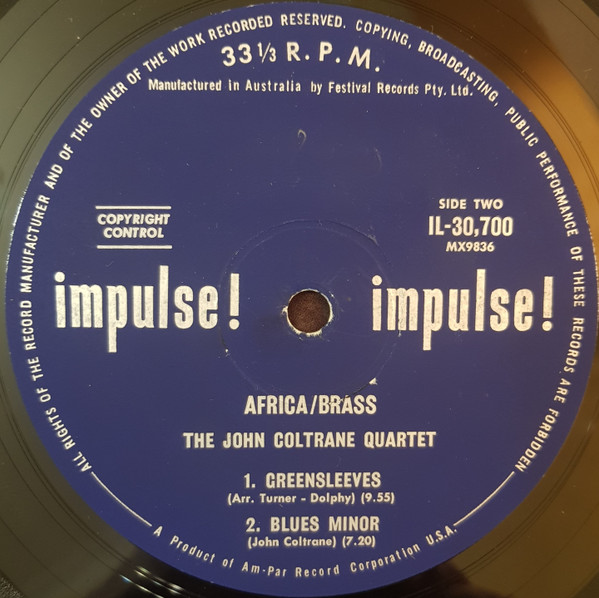 ALL RIGHTS OF THE RECORD MANUFACTURER AND OF THE OWNER OF THE WORK RECORDED RESERVED. COPYING, BROADCASTING, PUBLIC PERFORMANCE OF THESE RECORDS ARE FORBIDDEN
33 1/3 R.P.M.
Manufactured in Australia by Festival Records Pty. Ltd.
COPYRIGHT
CONTROL
SIDE TWO
IL-30,700
MX9836
impulse!
impulse!
AFRICA/BRASS
THE JOHN COLTRANE QUARTET
1. GREENSLEEVES
(Arr. Turner - Dolphy) (9.55)
2. BLUES MINOR
(John Coltrane) (7.20)
A Product of Am-Par Record Corporation U.S.A.